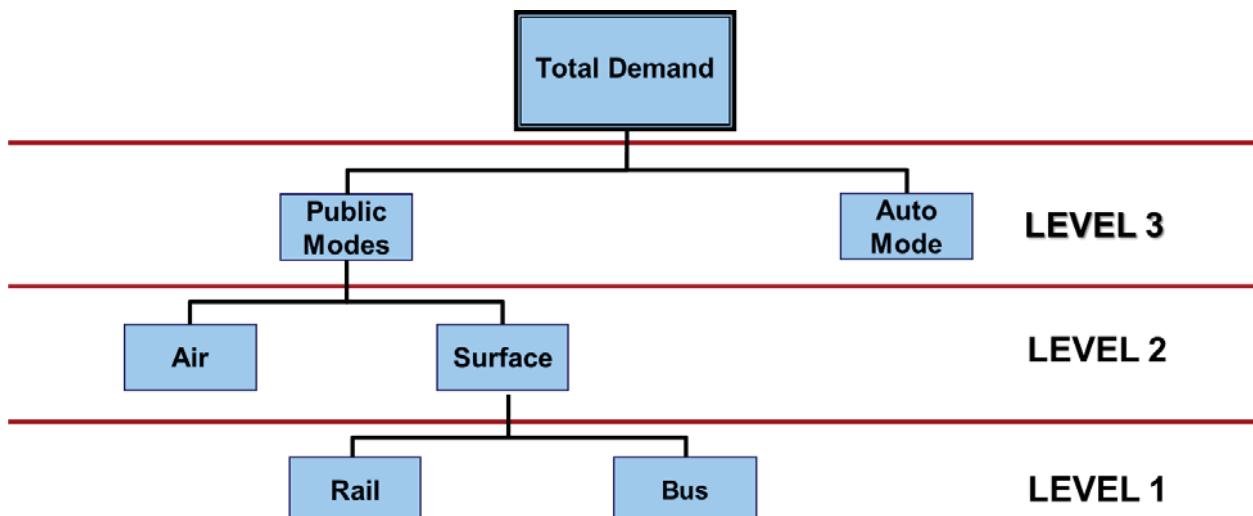 Total Demand
Public
Modes
Auto
Mode
LEVEL 3
Air
Surface
LEVEL 2
Rail
Bus
LEVEL 1